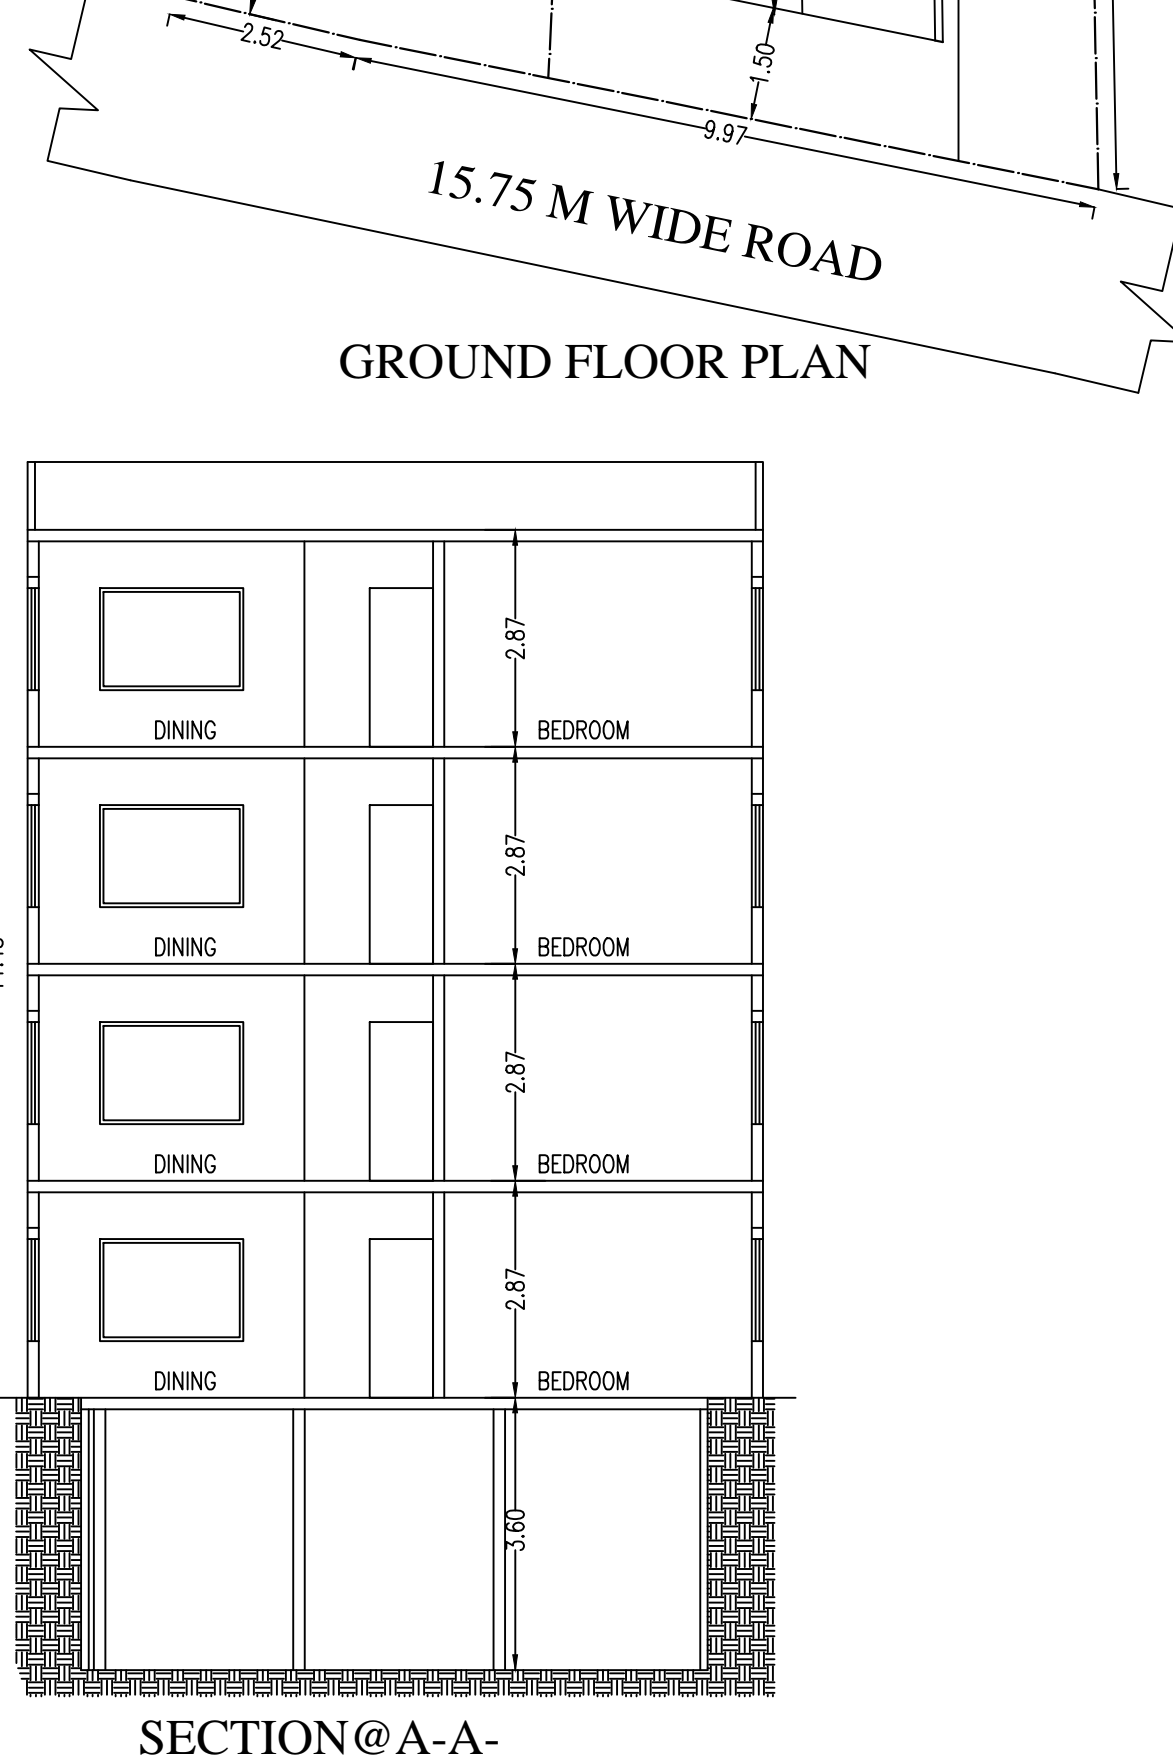 2.52
1.50
9.97
15.75 M WIDE ROAD
GROUND FLOOR PLAN
2.87
DINING BEDROOM
2.87
DINING BEDROOM
2.87
DINING BEDROOM
2.87
DINING BEDROOM
3.60
SECTION@A-A-